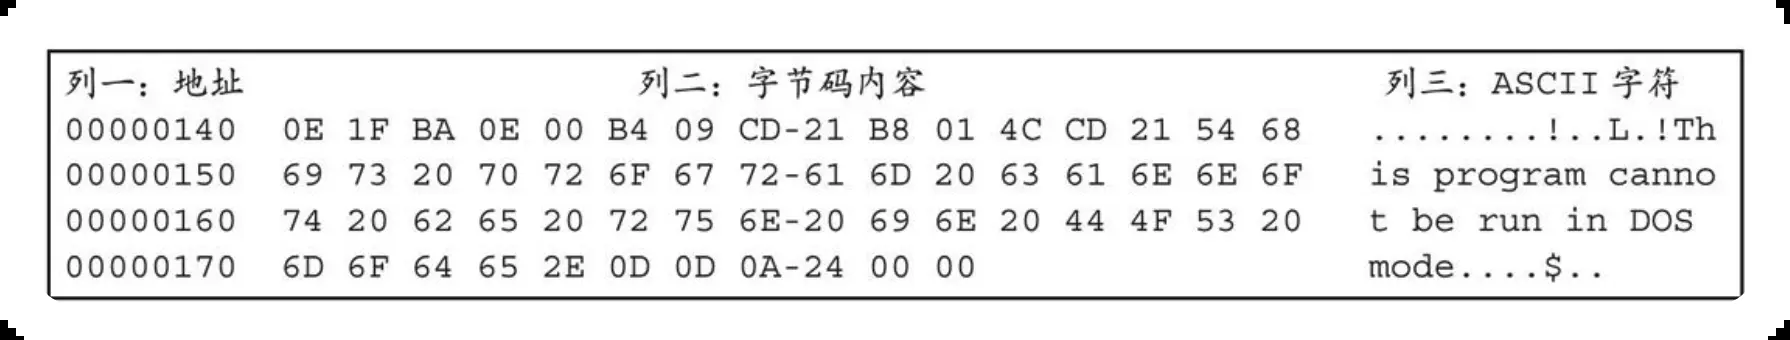 列一：地址 列二：字节码内容 列三：ASCII 字符
00000140 0E 1F BA 0E 00 B4 09 CD-21 B8 01 4C CD 21 54 68 ........!..L.!Th
00000150 69 73 20 70 72 6F 67 72-61 6D 20 63 61 6E 6E 6F is program canno
00000160 74 20 62 65 20 72 75 6E-20 69 6E 20 44 4F 53 20 t be run in DOS
00000170 6D 6F 64 65 2E 0D 0D 0A-24 00 00 mode....$..